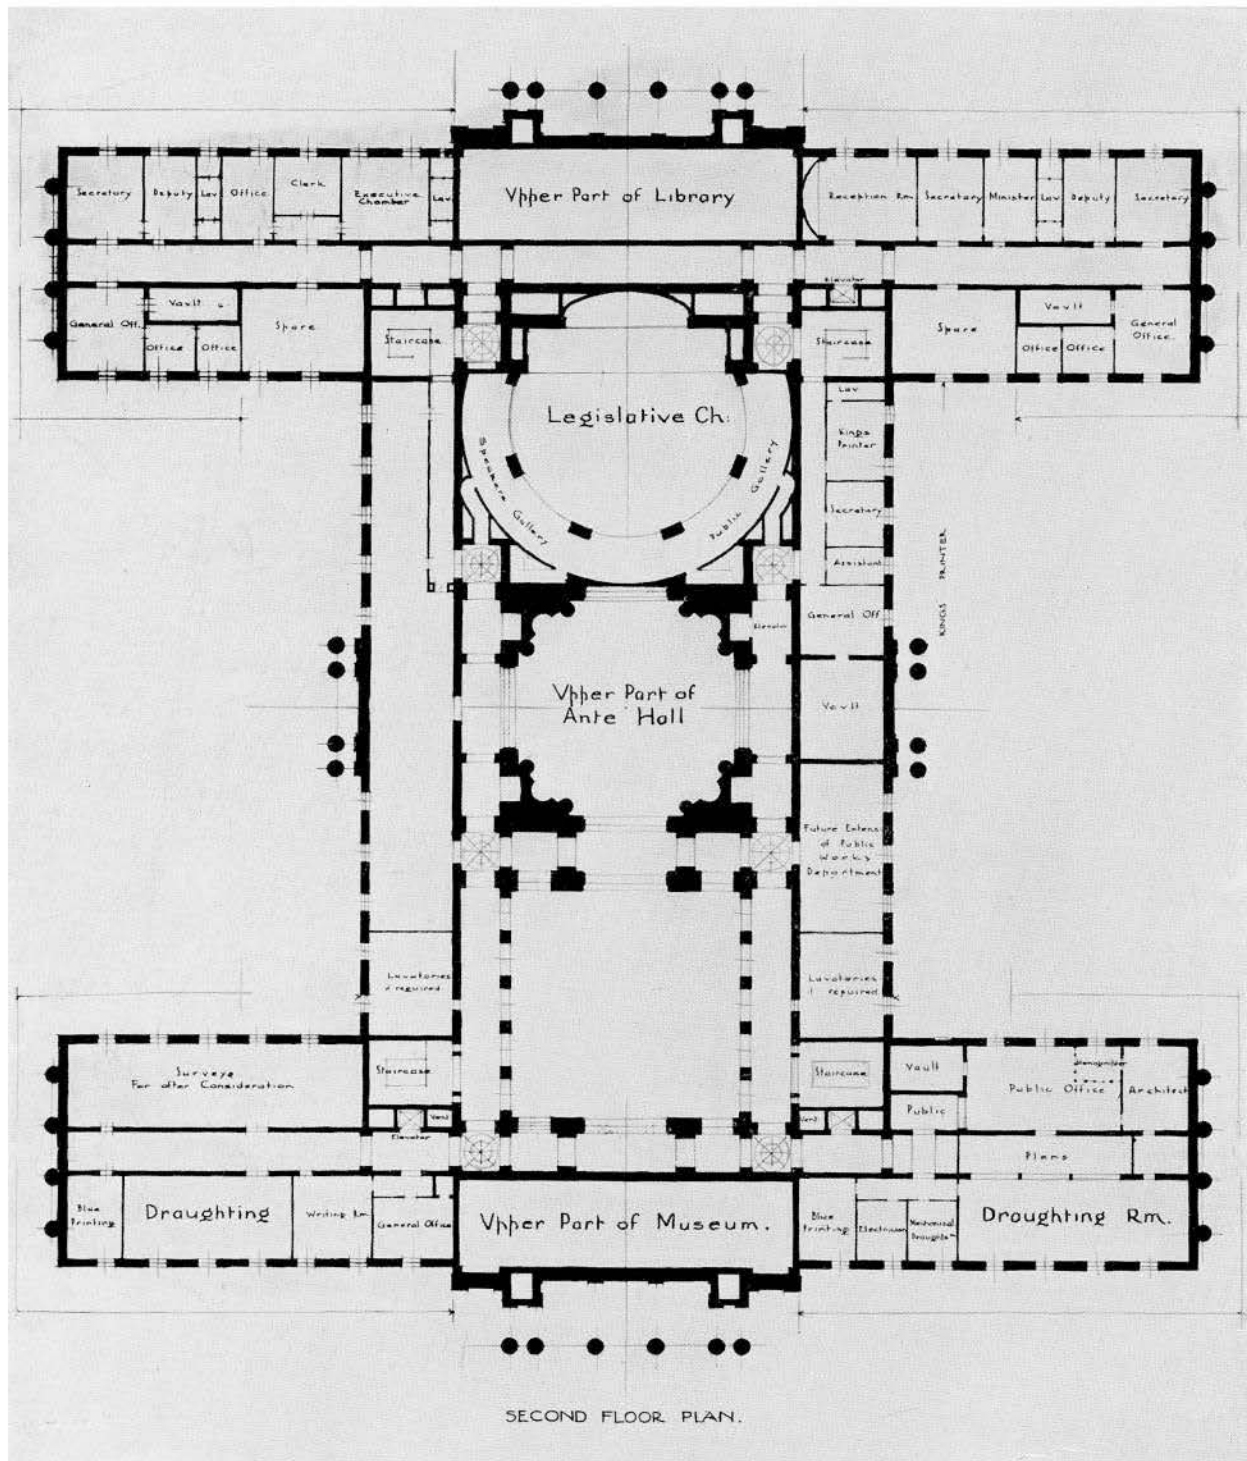 Secretary
Deputy
Lav
Office
Clerk
Executive
Chamber
Lav
Upper Part of Library
Reception Rm
Secretary
Minister
Lav
Deputy
Secretary
General Off.
Vault
Office
Office
Spare
Staircase
Elevator
Staircase
Spare
Vault
Office
Office
General
Office.
Legislative Ch:
Speakers Gallery
Public Gallery
Lav
Kings
Printer
Secretary
Assistant
General Off
KINGS' PRINTER
Elevator
Upper Part of
Ante Hall
Vault
Future Extens
of Public
Works
Department
Lavatories
if required
Lavatories
if required
Surveys
For after Consideration
Staircase
Vent
Elevator
Staircase
Vent
Vault
Public
Public Office
Architect
Plans
Blue
Printing
Draughting
Writing Rm
General Office
Upper Part of Museum.
Blue
Printing
Electrician
Mechanical
Draughts
Draughting Rm.
SECOND FLOOR PLAN.